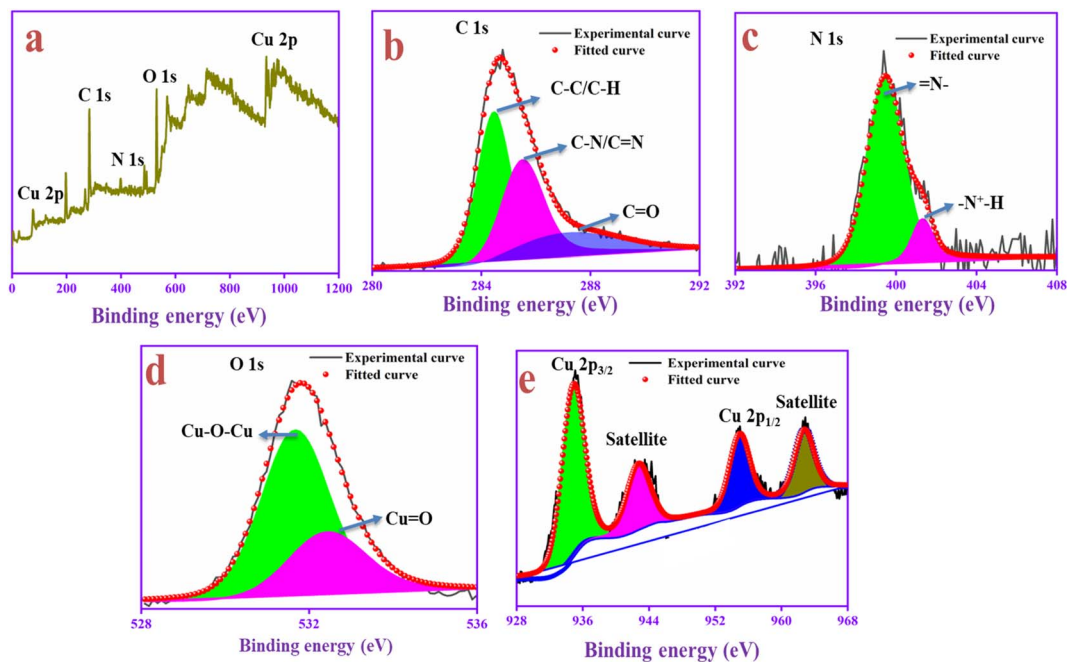 a
Cu 2p
C 1s
N 1s
O 1s
Cu 2p
0 200 400 600 800 1000 1200
Binding energy (eV)
b
C 1s
Experimental curve
Fitted curve
C-C/C-H
C-N/C=N
C=O
280 284 288 292
Binding energy (eV)
c
N 1s
Experimental curve
Fitted curve
=N-
-N⁺-H
392 396 400 404 408
Binding energy (eV)
d
O 1s
Experimental curve
Fitted curve
Cu-O-Cu
Cu=O
528 532 536
Binding energy (eV)
e
Cu 2p3/2
Experimental curve
Fitted curve
Satellite
Cu 2p1/2
Satellite
928 936 944 952 960 968
Binding energy (eV)